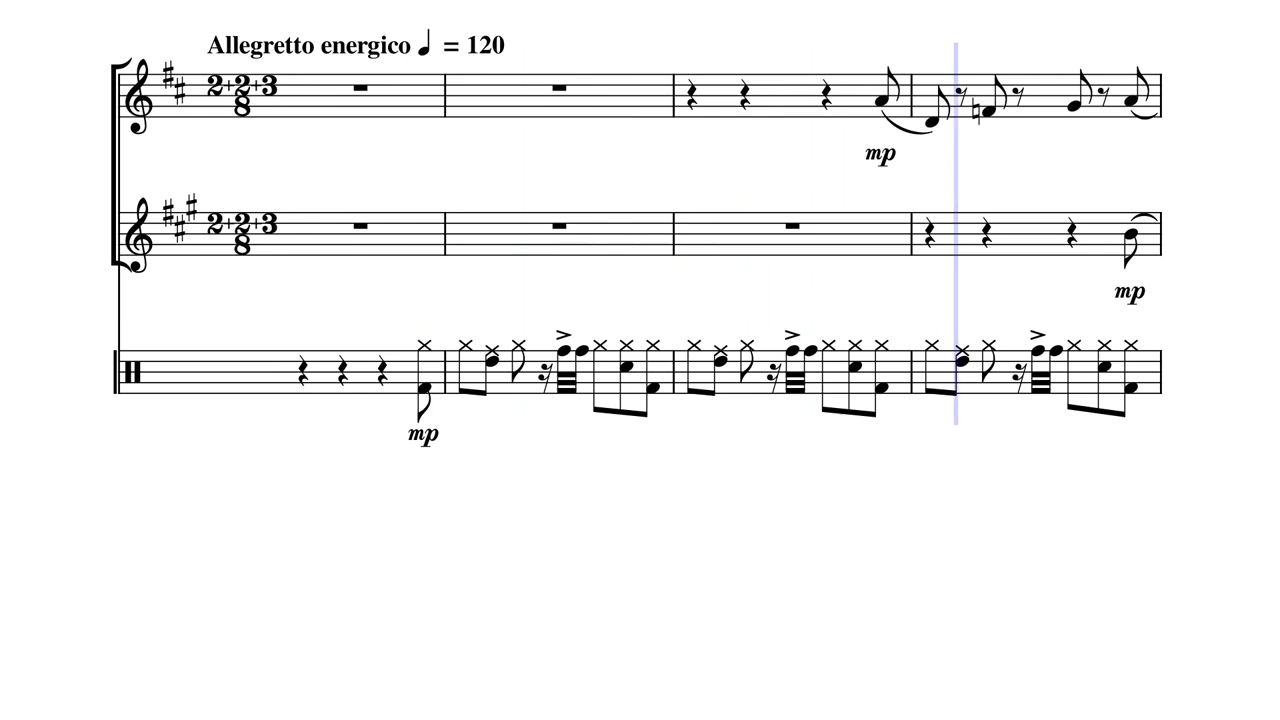 Allegretto energico ♩ = 120
2+2+3
8
mp
2+2+3
8
mp
mp